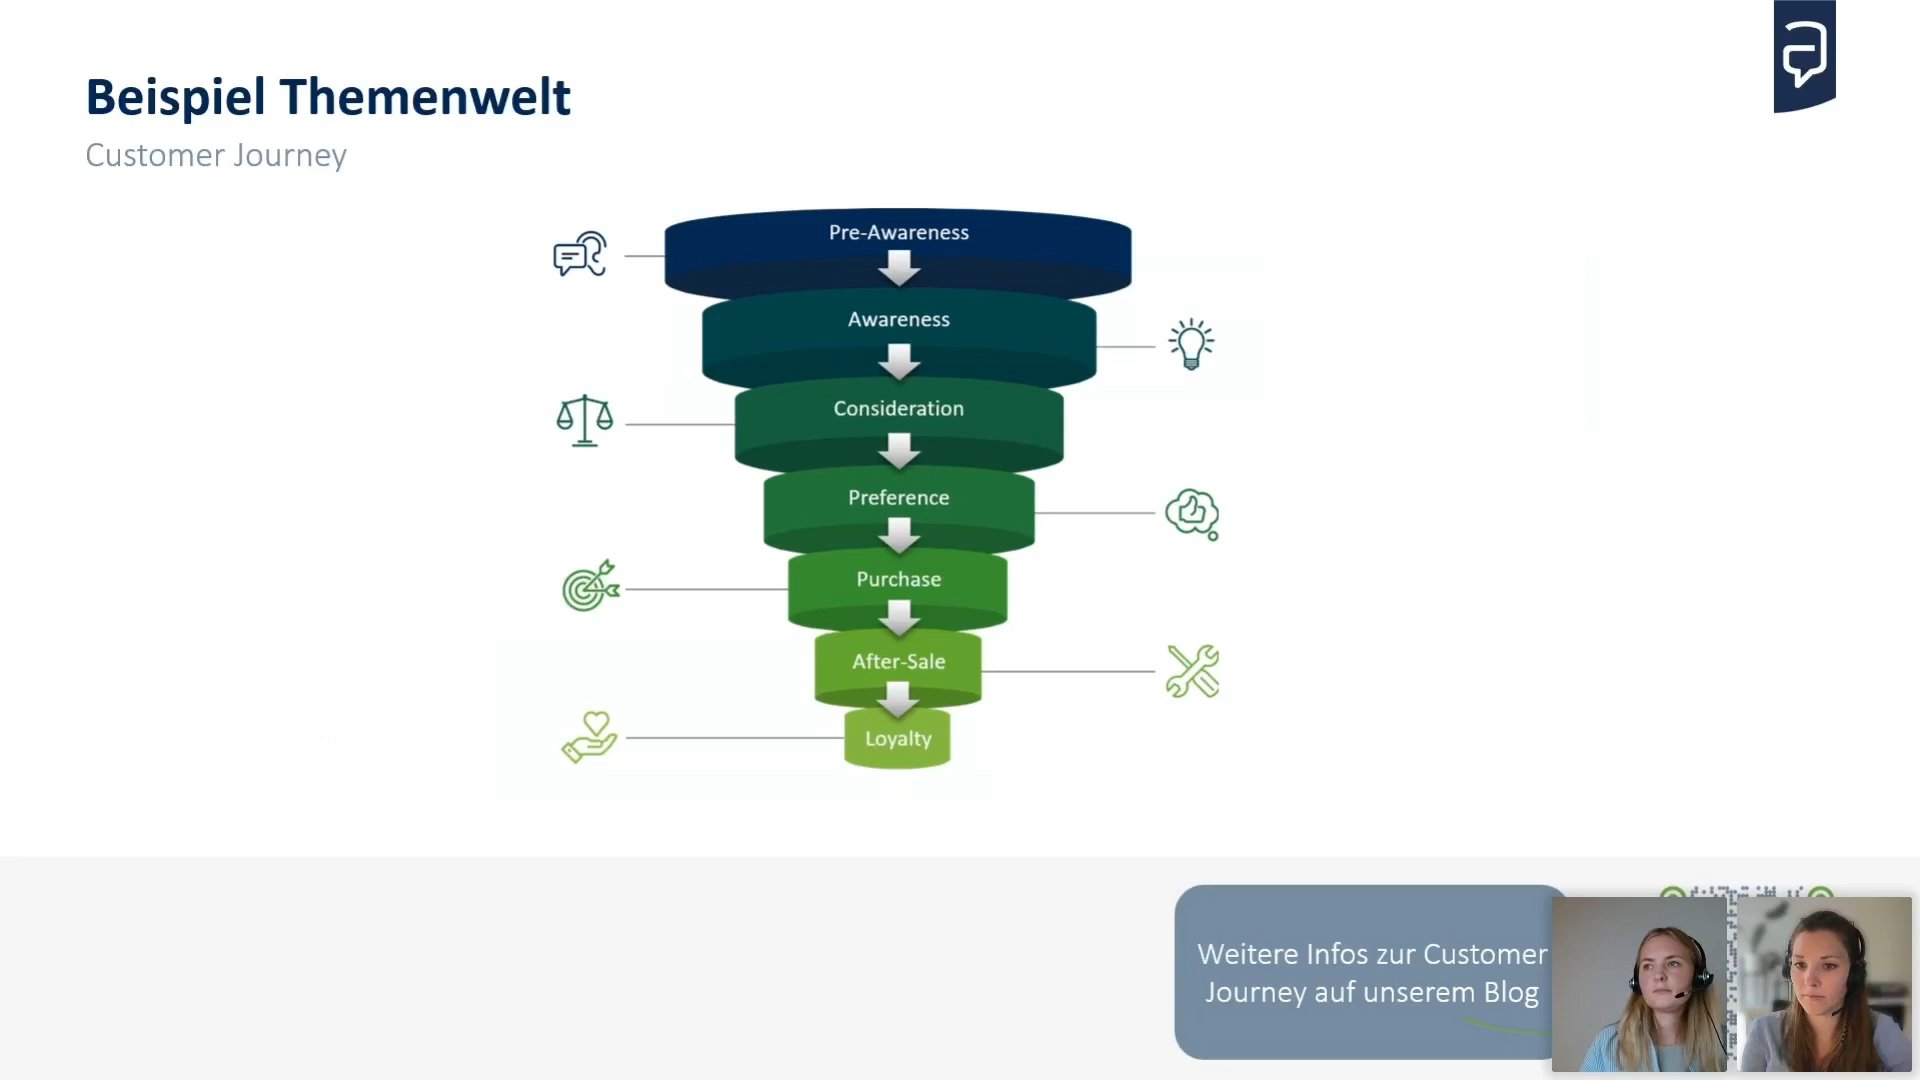 Beispiel Themenwelt
Customer Journey
Pre-Awareness
Awareness
Consideration
Preference
Purchase
After-Sale
Loyalty
Weitere Infos zur Customer
Journey auf unserem Blog